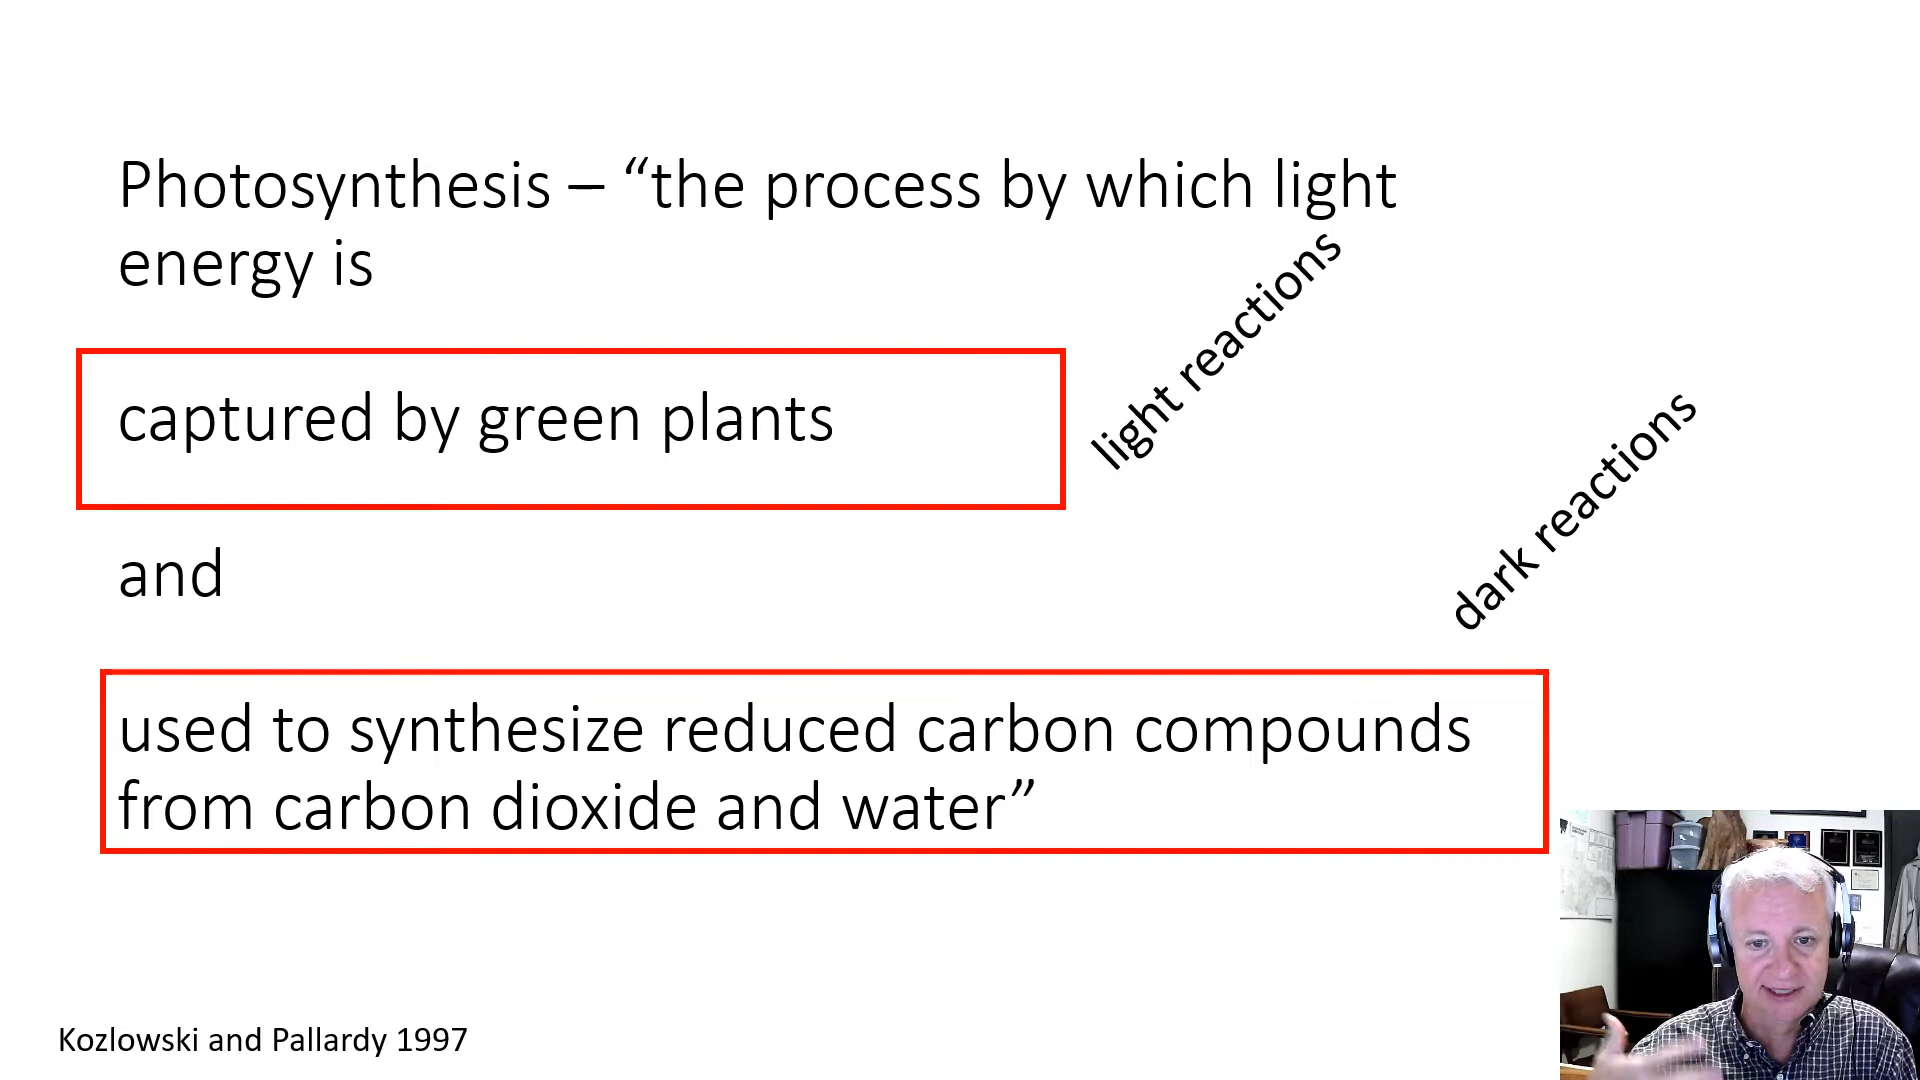 Photosynthesis – “the process by which light
energy is
light reactions
captured by green plants
dark reactions
and
used to synthesize reduced carbon compounds
from carbon dioxide and water”
Kozlowski and Pallardy 1997